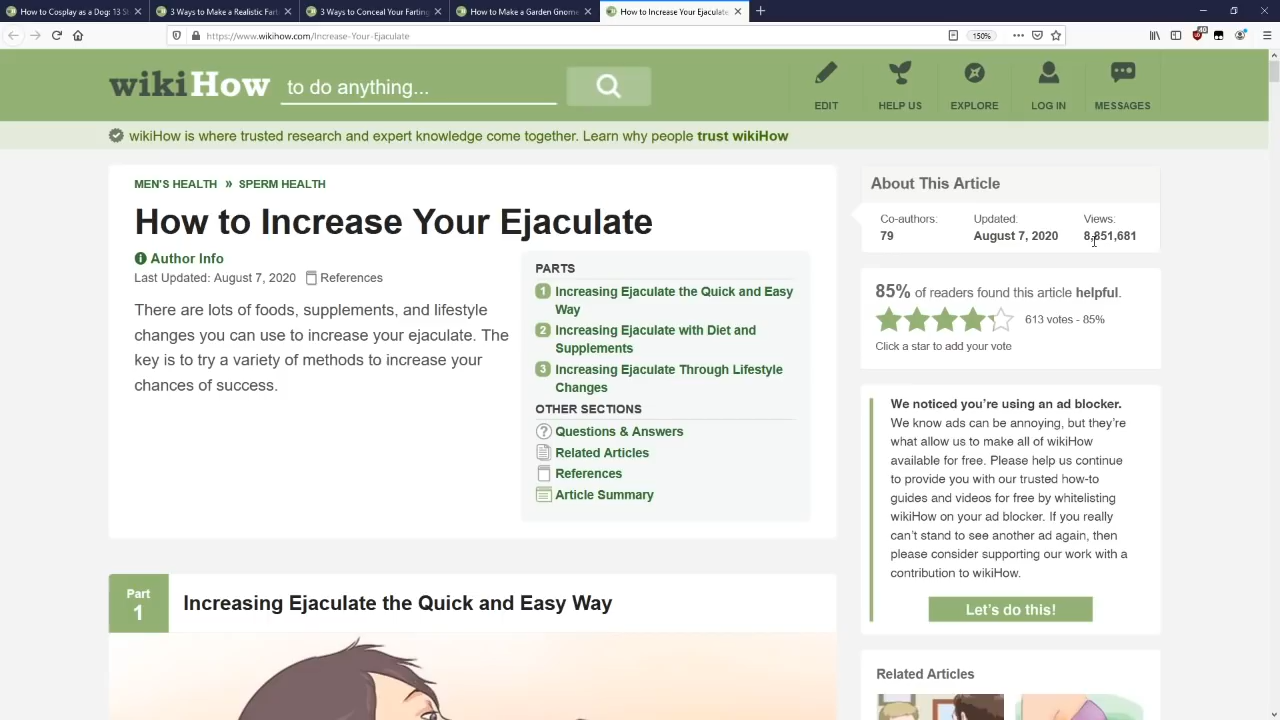 How to Cosplay as a Dog: 13 S
3 Ways to Make a Realistic Fart
3 Ways to Conceal Your Farting
How to Make a Garden Gnome
How to Increase Your Ejaculate
https://www.wikihow.com/Increase-Your-Ejaculate
150%
wikiHow to do anything...
EDIT
HELP US
EXPLORE
LOG IN
MESSAGES
wikiHow is where trusted research and expert knowledge come together. Learn why people trust wikiHow
MEN'S HEALTH » SPERM HEALTH
How to Increase Your Ejaculate
Author Info
Last Updated: August 7, 2020 References
There are lots of foods, supplements, and lifestyle
changes you can use to increase your ejaculate. The
key is to try a variety of methods to increase your
chances of success.
PARTS
1 Increasing Ejaculate the Quick and Easy
Way
2 Increasing Ejaculate with Diet and
Supplements
3 Increasing Ejaculate Through Lifestyle
Changes
OTHER SECTIONS
Questions & Answers
Related Articles
References
Article Summary
Part
1
Increasing Ejaculate the Quick and Easy Way
About This Article
Co-authors: Updated: Views:
79 August 7, 2020 8,851,681
85% of readers found this article helpful.
613 votes - 85%
Click a star to add your vote
We noticed you're using an ad blocker.
We know ads can be annoying, but they're
what allow us to make all of wikiHow
available for free. Please help us continue
to provide you with our trusted how-to
guides and videos for free by whitelisting
wikiHow on your ad blocker. If you really
can't stand to see another ad again, then
please consider supporting our work with a
contribution to wikiHow.
Let's do this!
Related Articles